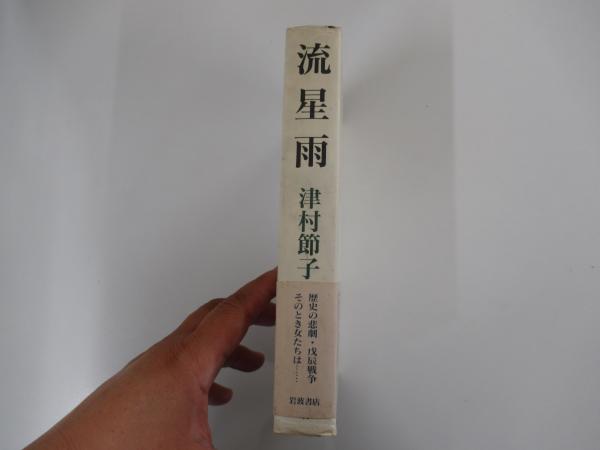 流星雨
津村節子
歴史の悲劇・戊辰戦争
そのとき女たちは……
岩波書店